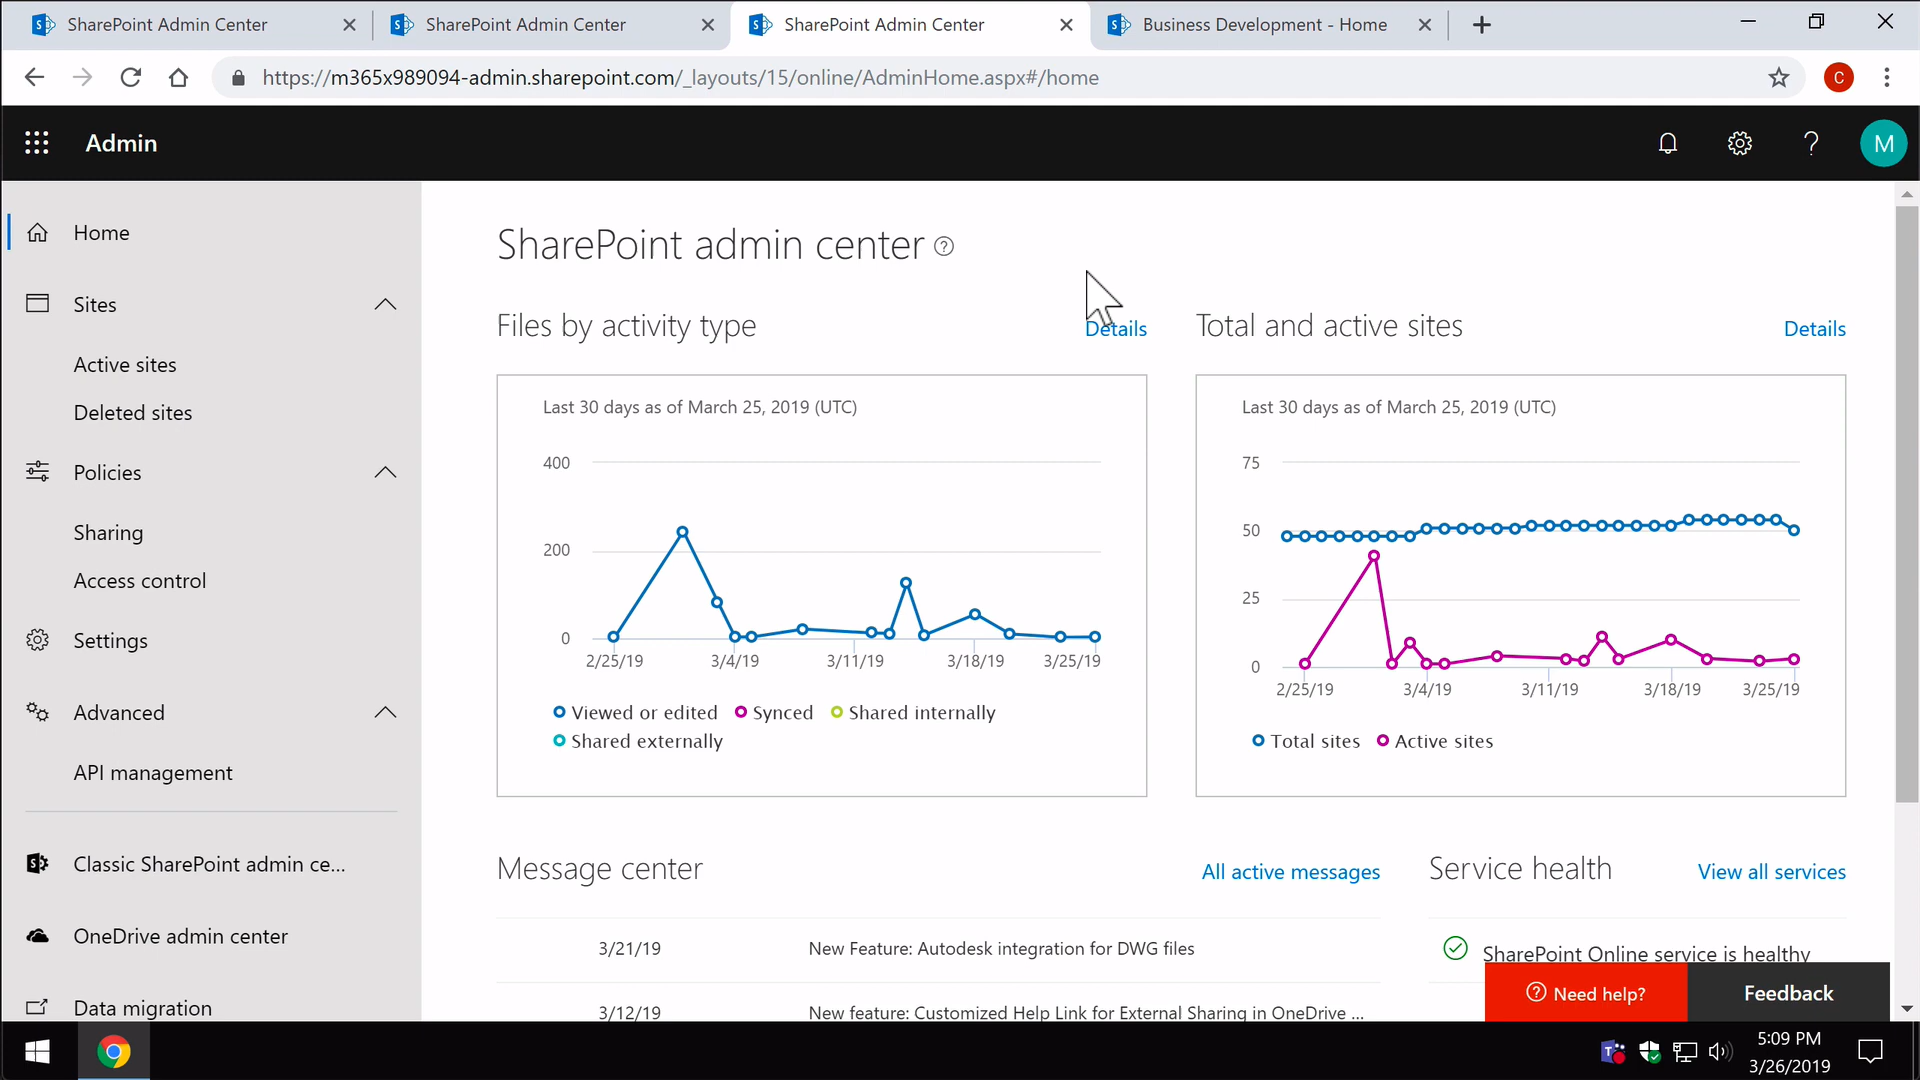 SharePoint Admin Center
SharePoint Admin Center
SharePoint Admin Center
Business Development - Home
https://m365x989094-admin.sharepoint.com/_layouts/15/online/AdminHome.aspx#/home
C
Admin
M
Home
Sites
Active sites
Deleted sites
Policies
Sharing
Access control
Settings
Advanced
API management
Classic SharePoint admin ce...
OneDrive admin center
Data migration
SharePoint admin center
Files by activity type
Details
Last 30 days as of March 25, 2019 (UTC)
400
200
0
2/25/19 3/4/19 3/11/19 3/18/19 3/25/19
Viewed or edited Synced Shared internally
Shared externally
Total and active sites
Details
Last 30 days as of March 25, 2019 (UTC)
75
50
25
0
2/25/19 3/4/19 3/11/19 3/18/19 3/25/19
Total sites Active sites
Message center
All active messages
3/21/19 New Feature: Autodesk integration for DWG files
3/12/19 New feature: Customized Help Link for External Sharing in OneDrive ...
Service health
View all services
SharePoint Online service is healthy
Need help?
Feedback
5:09 PM
3/26/2019